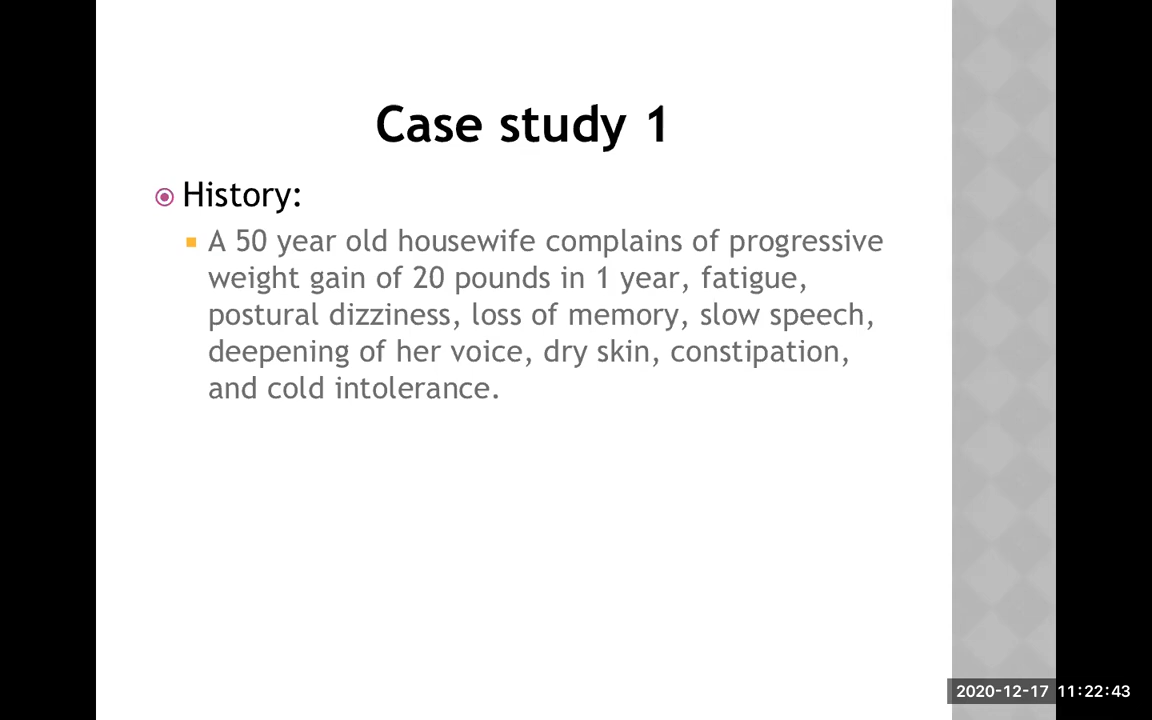 Case study 1
History:
A 50 year old housewife complains of progressive
weight gain of 20 pounds in 1 year, fatigue,
postural dizziness, loss of memory, slow speech,
deepening of her voice, dry skin, constipation,
and cold intolerance.
2020-12-17 11:22:43